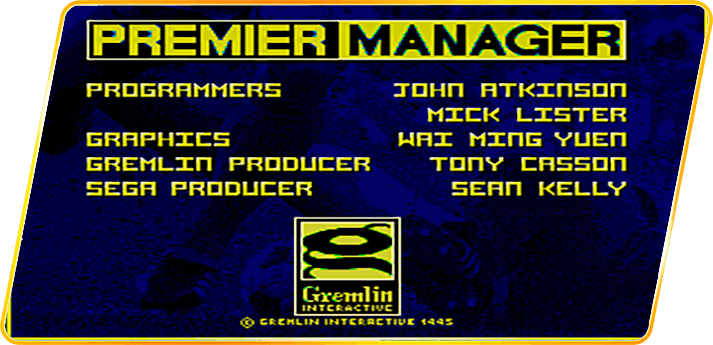 PREMIER MANAGER
PROGRAMMERS JOHN ATKINSON
MICK LISTER
GRAPHICS WAI MING YUEN
GREMLIN PRODUCER TONY CASSON
SEGA PRODUCER SEAN KELLY
Gremlin
INTERACTIVE
© GREMLIN INTERACTIVE 1995